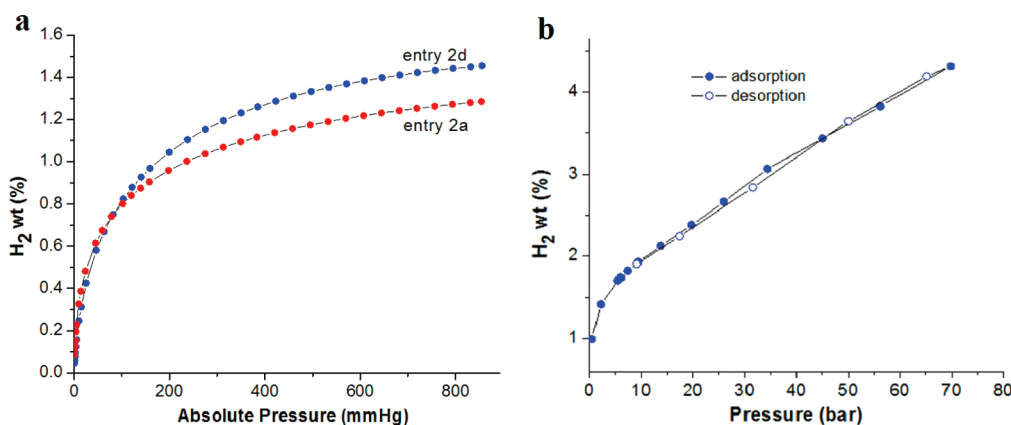 a
H2 wt (%)
1.6
1.4
1.2
1.0
0.8
0.6
0.4
0.2
0.0
entry 2d
entry 2a
0 200 400 600 800
Absolute Pressure (mmHg)
b
H2 wt (%)
4
3
2
1
adsorption
desorption
0 10 20 30 40 50 60 70 80
Pressure (bar)